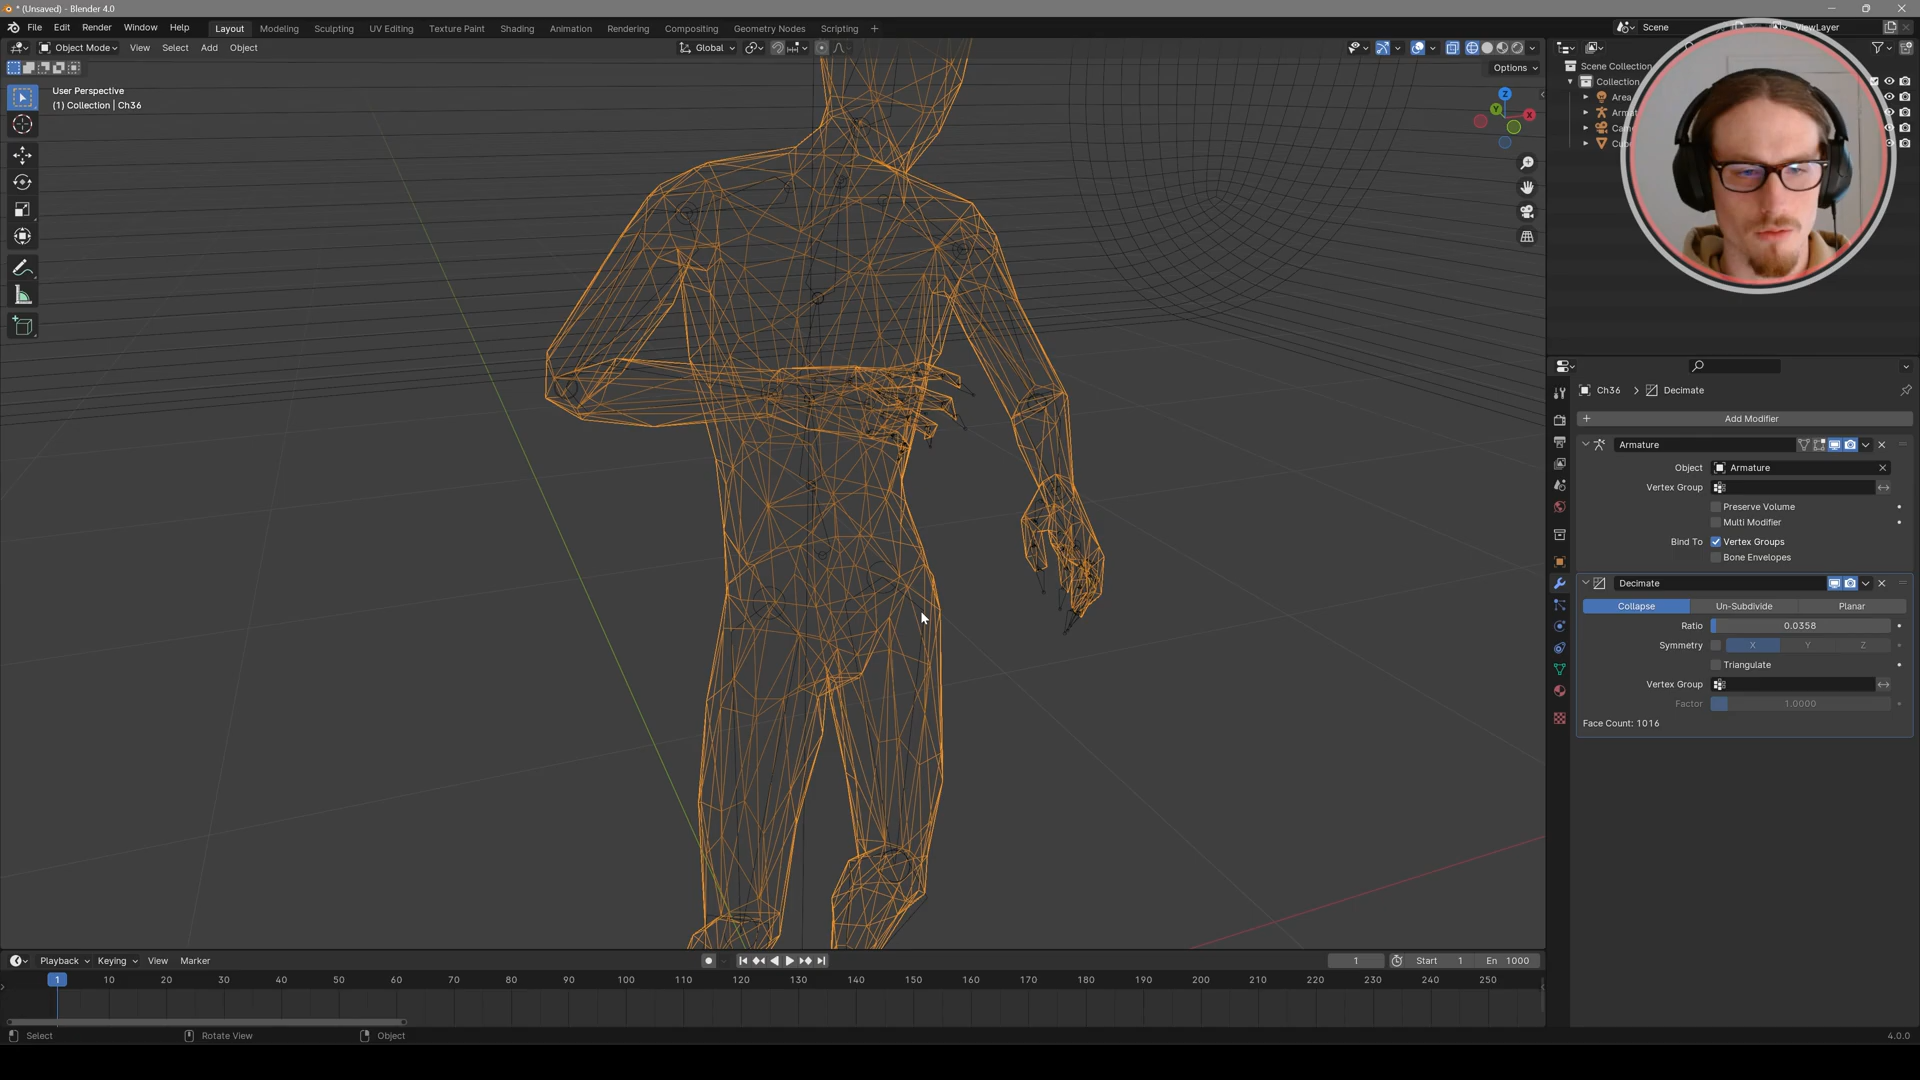 * (Unsaved) - Blender 4.0
File Edit Render Window Help
Layout Modeling Sculpting UV Editing Texture Paint Shading Animation Rendering Compositing Geometry Nodes Scripting +
Scene
ViewLayer
Object Mode View Select Add Object
Global
Options
User Perspective
(1) Collection | Ch36
Z
Y
X
Scene Collection
Collection
Area
Ch36 > Decimate
+ Add Modifier
Armature
Object Armature
Vertex Group
Preserve Volume
Multi Modifier
Bind To Vertex Groups
Bone Envelopes
Decimate
Collapse Un-Subdivide Planar
Ratio 0.0358
Symmetry X Y Z
Triangulate
Vertex Group
Factor 1.0000
Face Count: 1016
Playback Keying View Marker
1 Start 1 En 1000
1 10 20 30 40 50 60 70 80 90 100 110 120 130 140 150 160 170 180 190 200 210 220 230 240 250
Select Rotate View Object
4.0.0